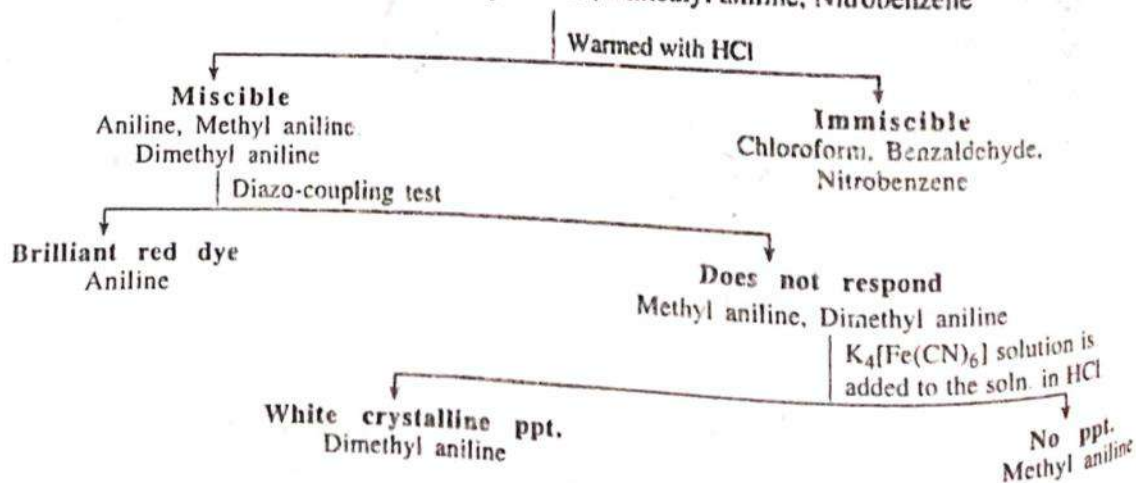 aniline, Nitrobenzene
Warmed with HCl
Miscible
Aniline, Methyl aniline
Dimethyl aniline
Immiscible
Chloroform, Benzaldehyde,
Nitrobenzene
Diazo-coupling test
Brilliant red dye
Aniline
Does not respond
Methyl aniline, Dimethyl aniline
K₄[Fe(CN)₆] solution is
added to the soln. in HCl
White crystalline ppt.
Dimethyl aniline
No ppt.
Methyl aniline